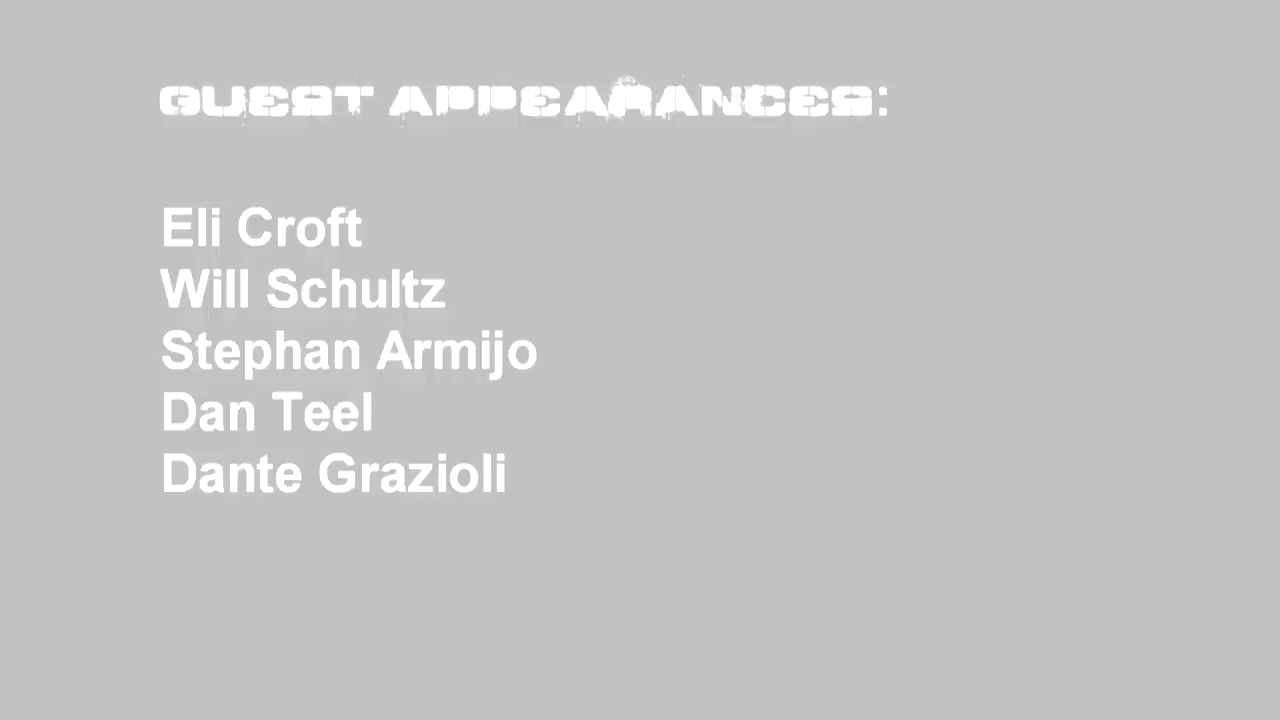 GUEST APPEARANCES:
Eli Croft
Will Schultz
Stephan Armijo
Dan Teel
Dante Grazioli